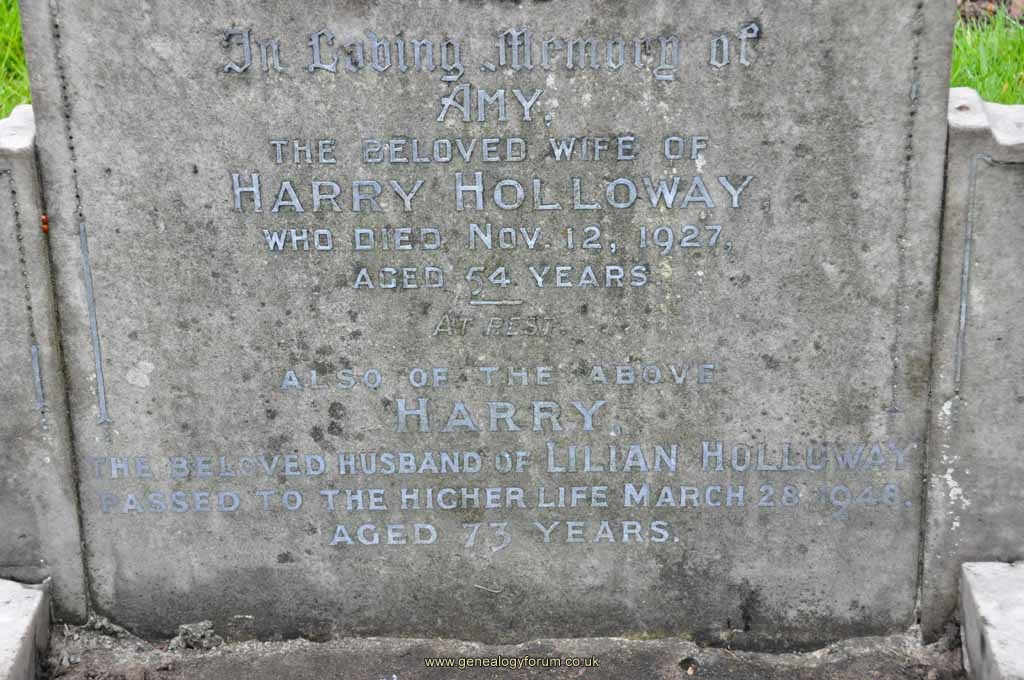 In Loving Memory of
AMY,
THE BELOVED WIFE OF
HARRY HOLLOWAY
WHO DIED NOV. 12, 1927,
AGED 54 YEARS
AT REST.
ALSO OF THE ABOVE
HARRY,
THE BELOVED HUSBAND OF LILIAN HOLLOWAY
PASSED TO THE HIGHER LIFE MARCH 28, 1948,
AGED 73 YEARS.
www.genealogyforum.co.uk